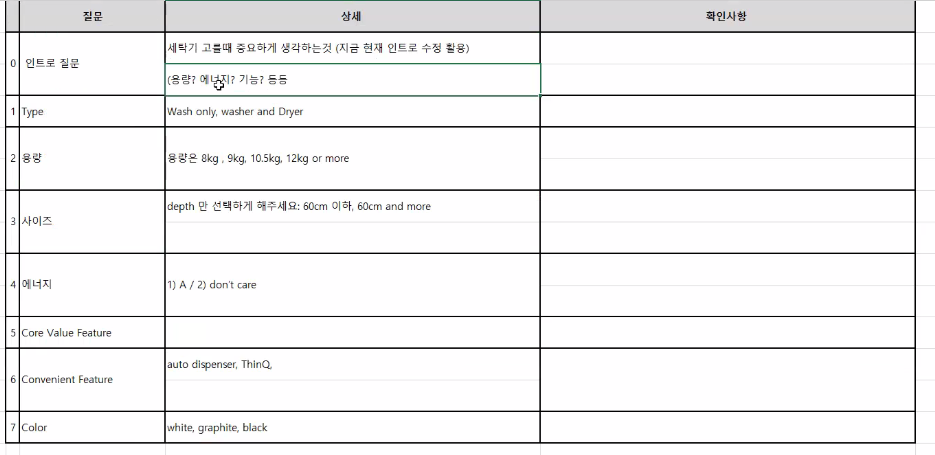 질문 상세 확인사항
0 인트로 질문
세탁기 고를때 중요하게 생각하는것 (지금 현재 인트로 수정 활용)
(용량? 에너지? 기능? 등등
1 Type Wash only, washer and Dryer
2 용량 용량은 8kg , 9kg, 10.5kg, 12kg or more
3 사이즈 depth 만 선택하게 해주세요: 60cm 이하, 60cm and more
4 에너지 1) A / 2) don't care
5 Core Value Feature
6 Convenient Feature auto dispenser, ThinQ,
7 Color white, graphite, black